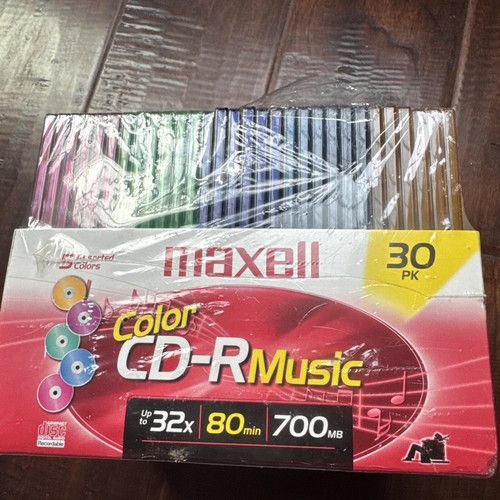 5 Assorted
Colors
maxell
30
PK
Color
CD-R Music
Up to 32x 80min 700MB
disc
Recordable